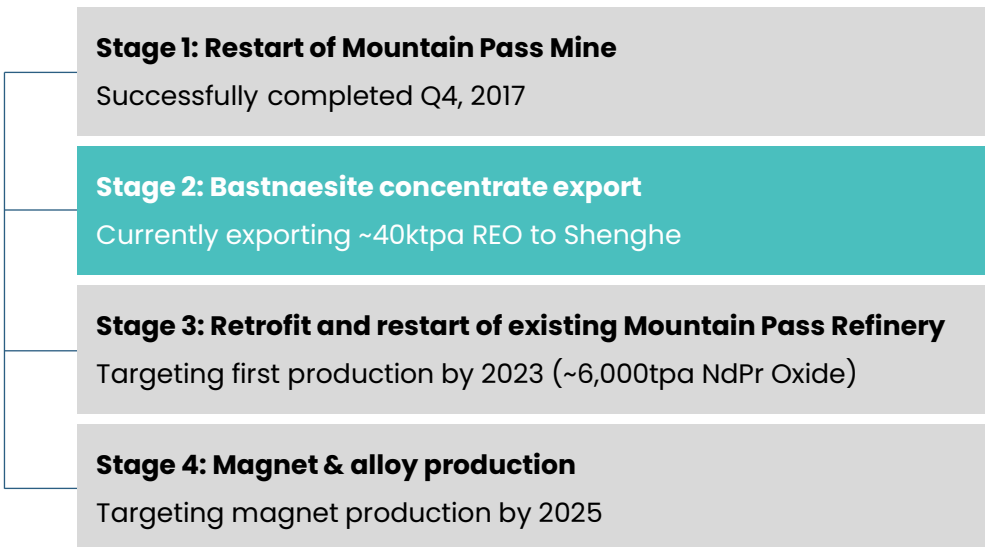 Stage 1: Restart of Mountain Pass Mine
Successfully completed Q4, 2017
Stage 2: Bastnaesite concentrate export
Currently exporting ~40ktpa REO to Shenghe
Stage 3: Retrofit and restart of existing Mountain Pass Refinery
Targeting first production by 2023 (~6,000tpa NdPr Oxide)
Stage 4: Magnet & alloy production
Targeting magnet production by 2025